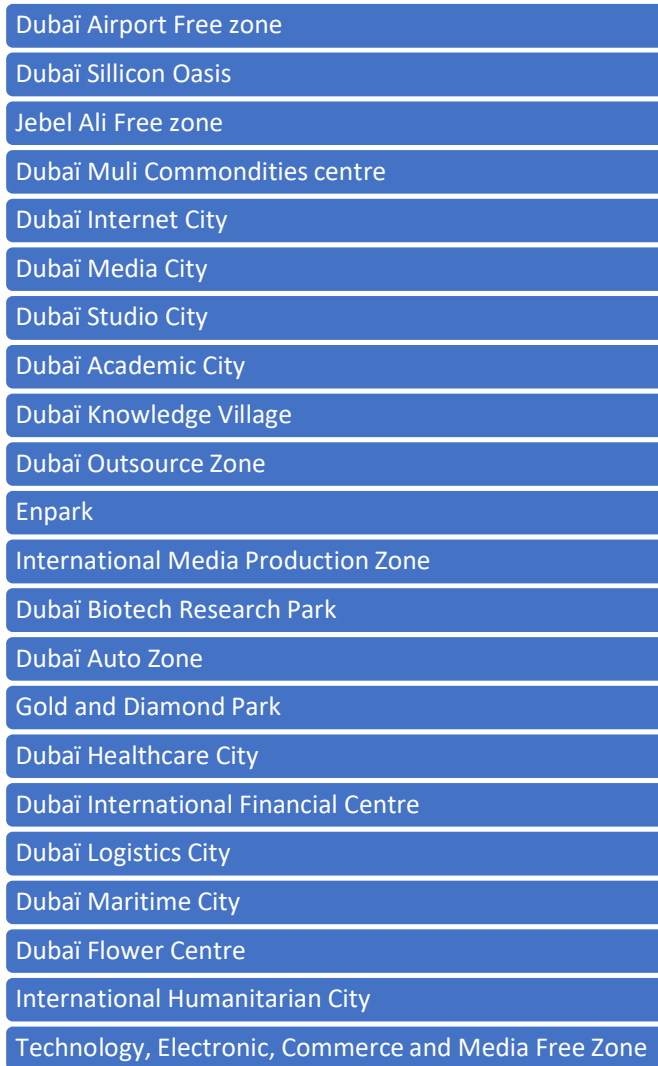 Dubaï Airport Free zone
Dubaï Sillicon Oasis
Jebel Ali Free zone
Dubaï Muli Commondities centre
Dubaï Internet City
Dubaï Media City
Dubaï Studio City
Dubaï Academic City
Dubaï Knowledge Village
Dubaï Outsource Zone
Enpark
International Media Production Zone
Dubaï Biotech Research Park
Dubaï Auto Zone
Gold and Diamond Park
Dubaï Healthcare City
Dubaï International Financial Centre
Dubaï Logistics City
Dubaï Maritime City
Dubaï Flower Centre
International Humanitarian City
Technology, Electronic, Commerce and Media Free Zone